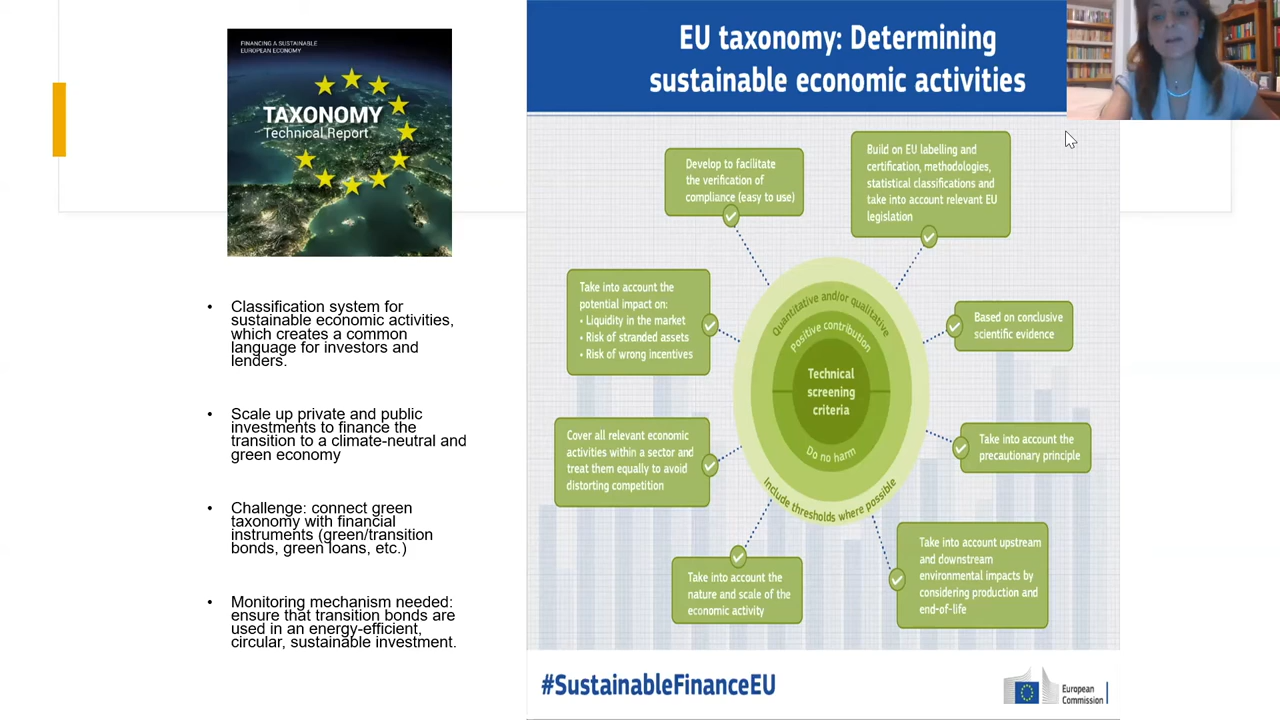 FINANCING A SUSTAINABLE
EUROPEAN ECONOMY
TAXONOMY
Technical Report
• Classification system for
sustainable economic activities,
which creates a common
language for investors and
lenders.
• Scale up private and public
investments to finance the
transition to a climate-neutral and
green economy
• Challenge: connect green
taxonomy with financial
instruments (green/transition
bonds, green loans, etc.)
• Monitoring mechanism needed:
ensure that transition bonds are
used in an energy-efficient,
circular, sustainable investment.
EU taxonomy: Determining
sustainable economic activities
Develop to facilitate
the verification of
compliance (easy to use)
Build on EU labelling and
certification, methodologies,
statistical classifications and
take into account relevant EU
legislation
Take into account the
potential impact on:
• Liquidity in the market
• Risk of stranded assets
• Risk of wrong incentives
Based on conclusive
scientific evidence
Quantitative and/or qualitative
Positive contribution
Technical
screening
criteria
Do no harm
Include thresholds where possible
Cover all relevant economic
activities within a sector and
treat them equally to avoid
distorting competition
Take into account the
precautionary principle
Take into account the
nature and scale of the
economic activity
Take into account upstream
and downstream
environmental impacts by
considering production and
end-of-life
#SustainableFinanceEU
European
Commission